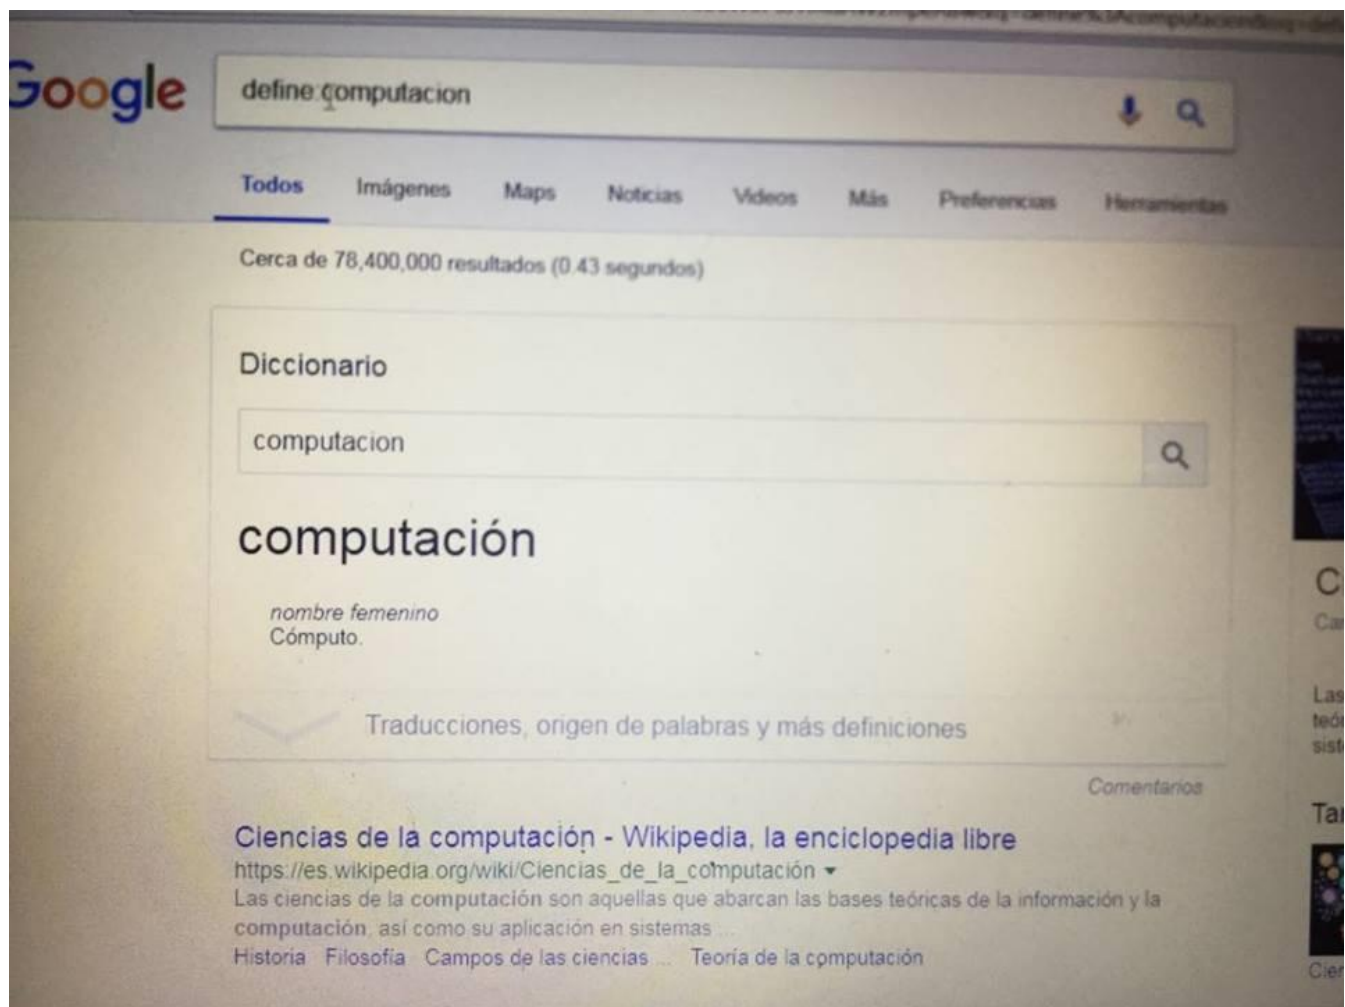 Google
define:computacion
Todos Imágenes Maps Noticias Videos Más Preferencias Herramientas
Cerca de 78,400,000 resultados (0.43 segundos)
Diccionario
computacion
computación
nombre femenino
Cómputo.
Traducciones, origen de palabras y más definiciones
Comentarios
Ciencias de la computación - Wikipedia, la enciclopedia libre
https://es.wikipedia.org/wiki/Ciencias_de_la_computación
Las ciencias de la computación son aquellas que abarcan las bases teóricas de la información y la
computación, así como su aplicación en sistemas ...
Historia Filosofía Campos de las ciencias ... Teoría de la computación
Las